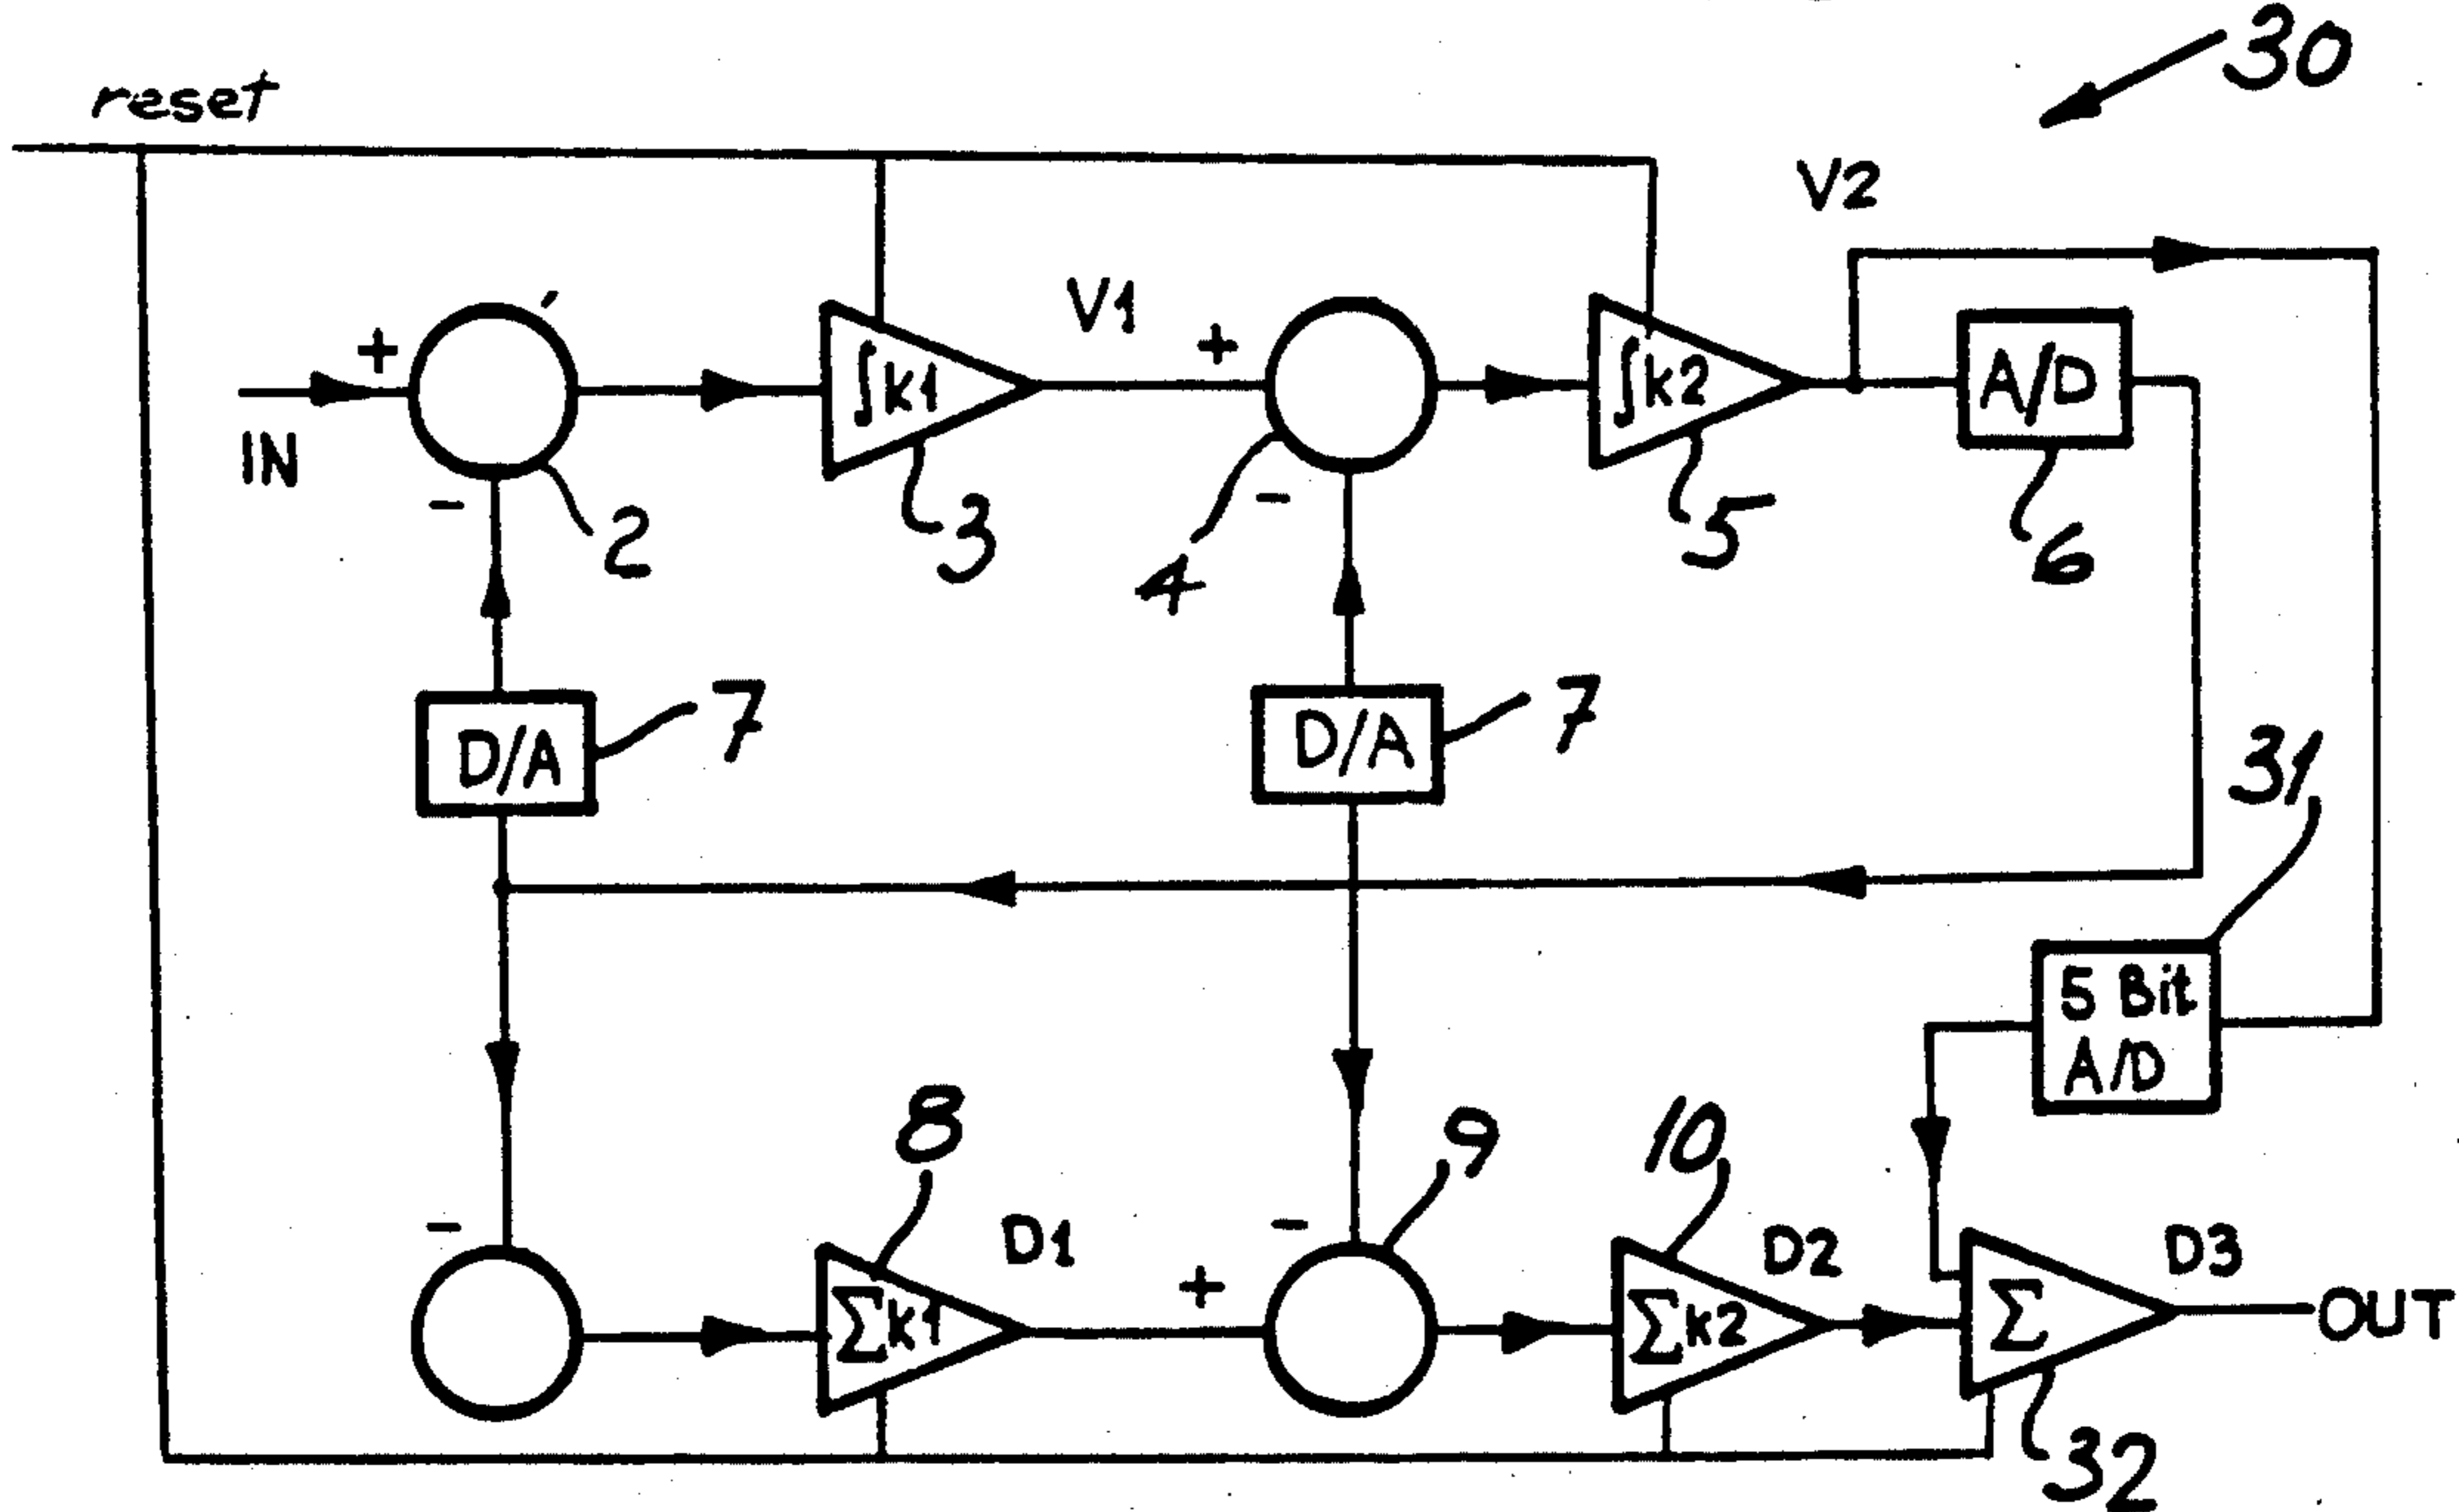 30
reset
V2
V1
+
+
∫k1
∫k2
A/D
IN
-
2
3
4
-
5
6
D/A
7
D/A
7
31
5 Bit
A/D
8
9
10
-
D1
-
D2
D3
+
Σk1
Σk2
Σ
OUT
32